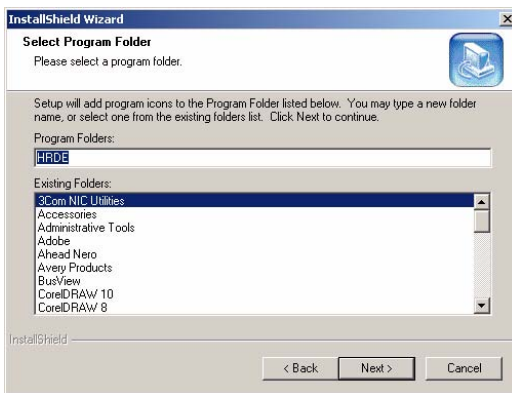 InstallShield Wizard
Select Program Folder
Please select a program folder.
Setup will add program icons to the Program Folder listed below. You may type a new folder
name, or select one from the existing folders list. Click Next to continue.
Program Folders:
HRDE
Existing Folders:
3Com NIC Utilities
Accessories
Administrative Tools
Adobe
Ahead Nero
Avery Products
BusView
CorelDRAW 10
CorelDRAW 8
InstallShield
< Back
Next >
Cancel